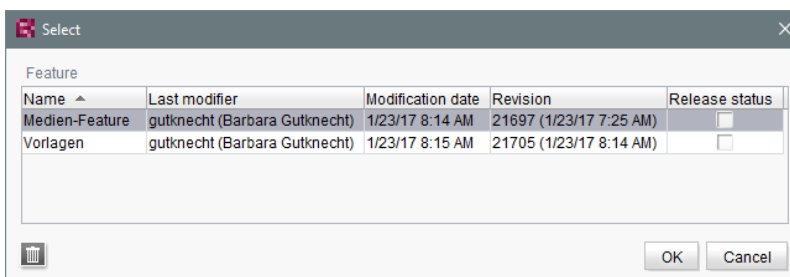 Select
Feature
Name Last modifier Modification date Revision Release status
Medien-Feature gutknecht (Barbara Gutknecht) 1/23/17 8:14 AM 21697 (1/23/17 7:25 AM)
Vorlagen gutknecht (Barbara Gutknecht) 1/23/17 8:15 AM 21705 (1/23/17 8:14 AM)
OK Cancel